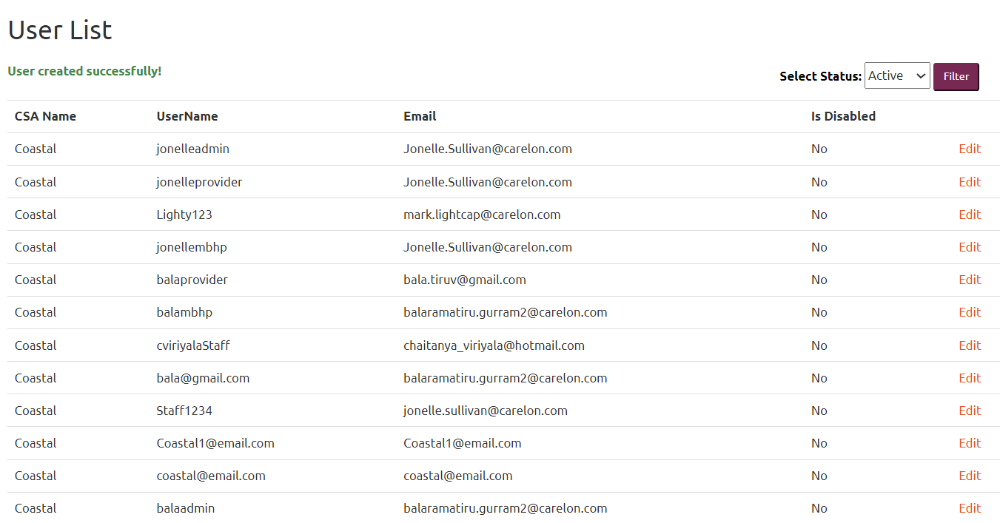 User List
User created successfully!
Select Status: Active Filter
CSA Name UserName Email Is Disabled
Coastal jonelleadmin Jonelle.Sullivan@carelon.com No Edit
Coastal jonelleprovider Jonelle.Sullivan@carelon.com No Edit
Coastal Lighty123 mark.lightcap@carelon.com No Edit
Coastal jonellembhp Jonelle.Sullivan@carelon.com No Edit
Coastal balaprovider bala.tiruv@gmail.com No Edit
Coastal balambhp balaramatiru.gurram2@carelon.com No Edit
Coastal cviriyalaStaff chaitanya_viriyala@hotmail.com No Edit
Coastal bala@gmail.com balaramatiru.gurram2@carelon.com No Edit
Coastal Staff1234 jonelle.sullivan@carelon.com No Edit
Coastal Coastal1@email.com Coastal1@email.com No Edit
Coastal coastal@email.com coastal@email.com No Edit
Coastal balaadmin balaramatiru.gurram2@carelon.com No Edit